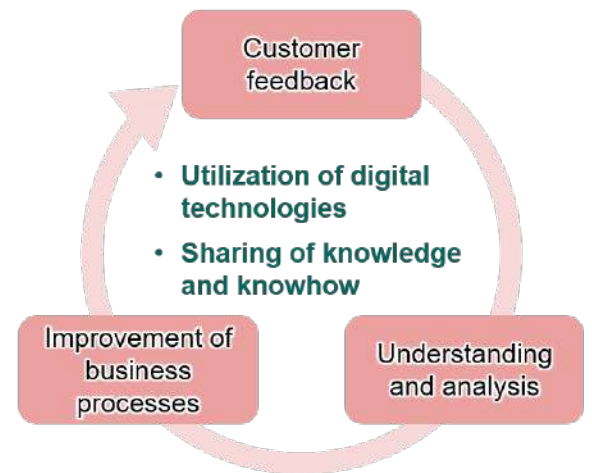 Customer
feedback
• Utilization of digital
technologies
• Sharing of knowledge
and knowhow
Improvement of
business
processes
Understanding
and analysis